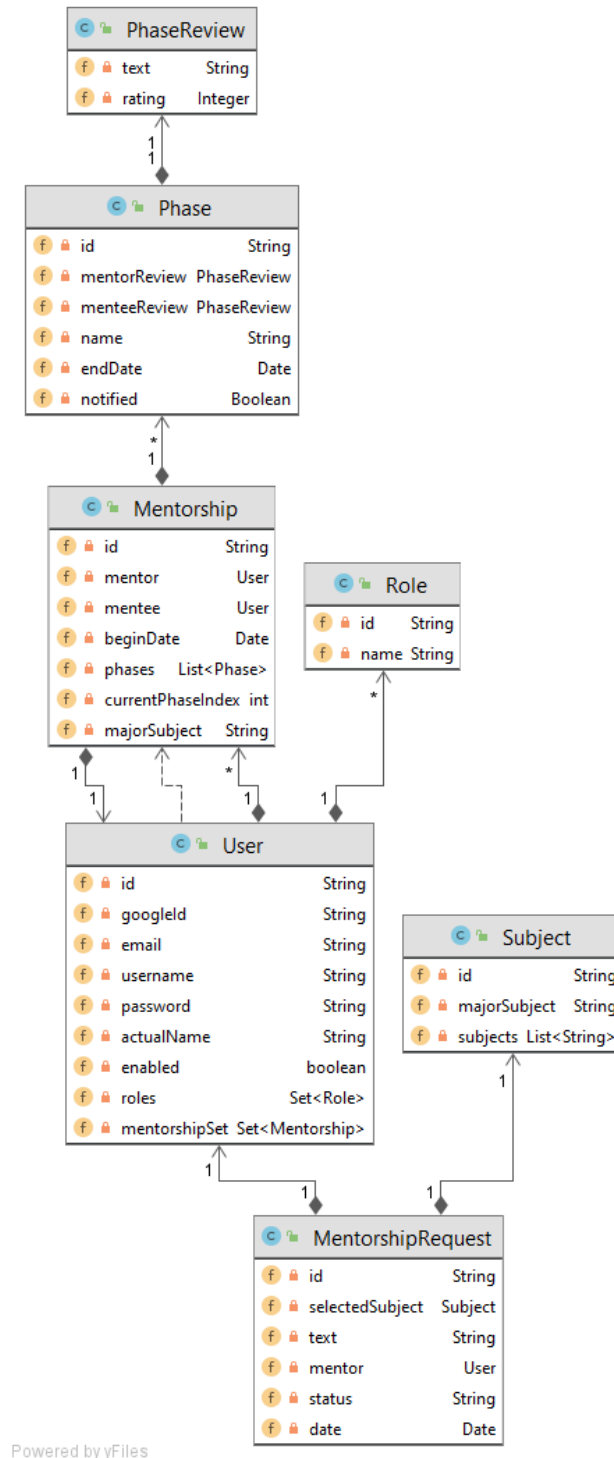 PhaseReview
text String
rating Integer
1
1
Phase
id String
mentorReview PhaseReview
menteeReview PhaseReview
name String
endDate Date
notified Boolean
*
1
Mentorship
id String
mentor User
mentee User
beginDate Date
phases List<Phase>
currentPhaseIndex int
majorSubject String
Role
id String
name String
*
1
*
1
1
1
User
id String
googleId String
email String
username String
password String
actualName String
enabled boolean
roles Set<Role>
mentorshipSet Set<Mentorship>
Subject
id String
majorSubject String
subjects List<String>
1
1
1
1
MentorshipRequest
id String
selectedSubject Subject
text String
mentor User
status String
date Date
Powered by yFiles